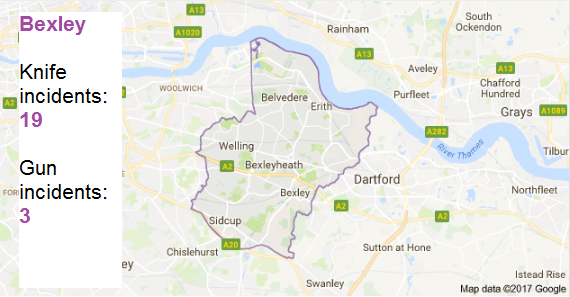 Bexley
Knife
incidents:
19
Gun
incidents:
3
A13
A1020
Rainham
South
Ockendon
A13
Aveley
A13
WOOLWICH
Belvedere
Erith
Purfleet
Chafford
Hundred
A2
Grays
A1089
A282
River Thames
Welling
Tilbur
A2
Bexleyheath
Dartford
Bexley
Northfleet
A2
A2
Sidcup
A20
Chislehurst
Sutton at Hone
Swanley
Istead Rise
Map data ©2017 Google